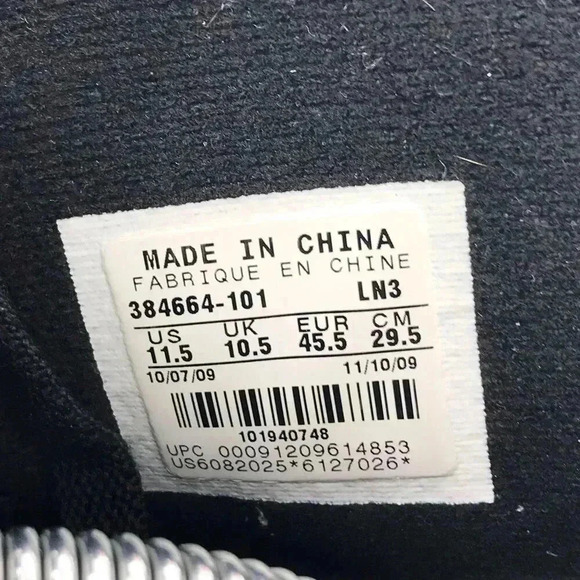 MADE IN CHINA
FABRIQUE EN CHINE
384664-101 LN3
US UK EUR CM
11.5 10.5 45.5 29.5
10/07/09 11/10/09
101940748
UPC 00091209614853
US6082025*6127026*